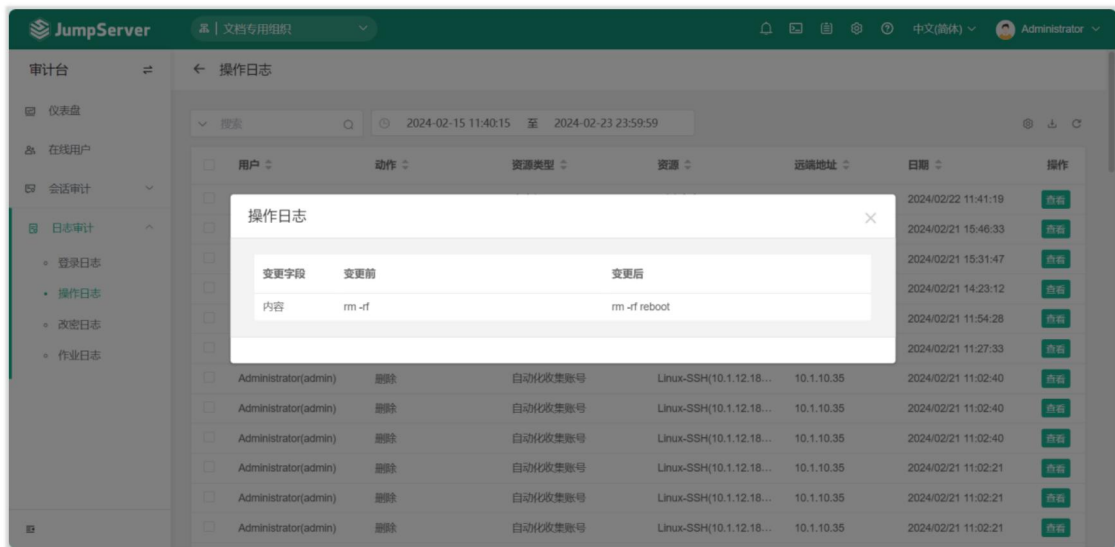 JumpServer
文档专用组织
中文(简体)
Administrator
审计台
操作日志
仪表盘
在线用户
会话审计
日志审计
登录日志
操作日志
改密日志
作业日志
搜索
2024-02-15 11:40:15 至 2024-02-23 23:59:59
用户 动作 资源类型 资源 远端地址 日期 操作
2024/02/22 11:41:19 查看
2024/02/21 15:46:33 查看
2024/02/21 15:31:47 查看
2024/02/21 14:23:12 查看
2024/02/21 11:54:28 查看
2024/02/21 11:27:33 查看
操作日志
变更字段 变更前 变更后
内容 rm -rf rm -rf reboot
Administrator(admin) 删除 自动化收集账号 Linux-SSH(10.1.12.18... 10.1.10.35 2024/02/21 11:02:40 查看
Administrator(admin) 删除 自动化收集账号 Linux-SSH(10.1.12.18... 10.1.10.35 2024/02/21 11:02:40 查看
Administrator(admin) 删除 自动化收集账号 Linux-SSH(10.1.12.18... 10.1.10.35 2024/02/21 11:02:40 查看
Administrator(admin) 删除 自动化收集账号 Linux-SSH(10.1.12.18... 10.1.10.35 2024/02/21 11:02:21 查看
Administrator(admin) 删除 自动化收集账号 Linux-SSH(10.1.12.18... 10.1.10.35 2024/02/21 11:02:21 查看
Administrator(admin) 删除 自动化收集账号 Linux-SSH(10.1.12.18... 10.1.10.35 2024/02/21 11:02:21 查看